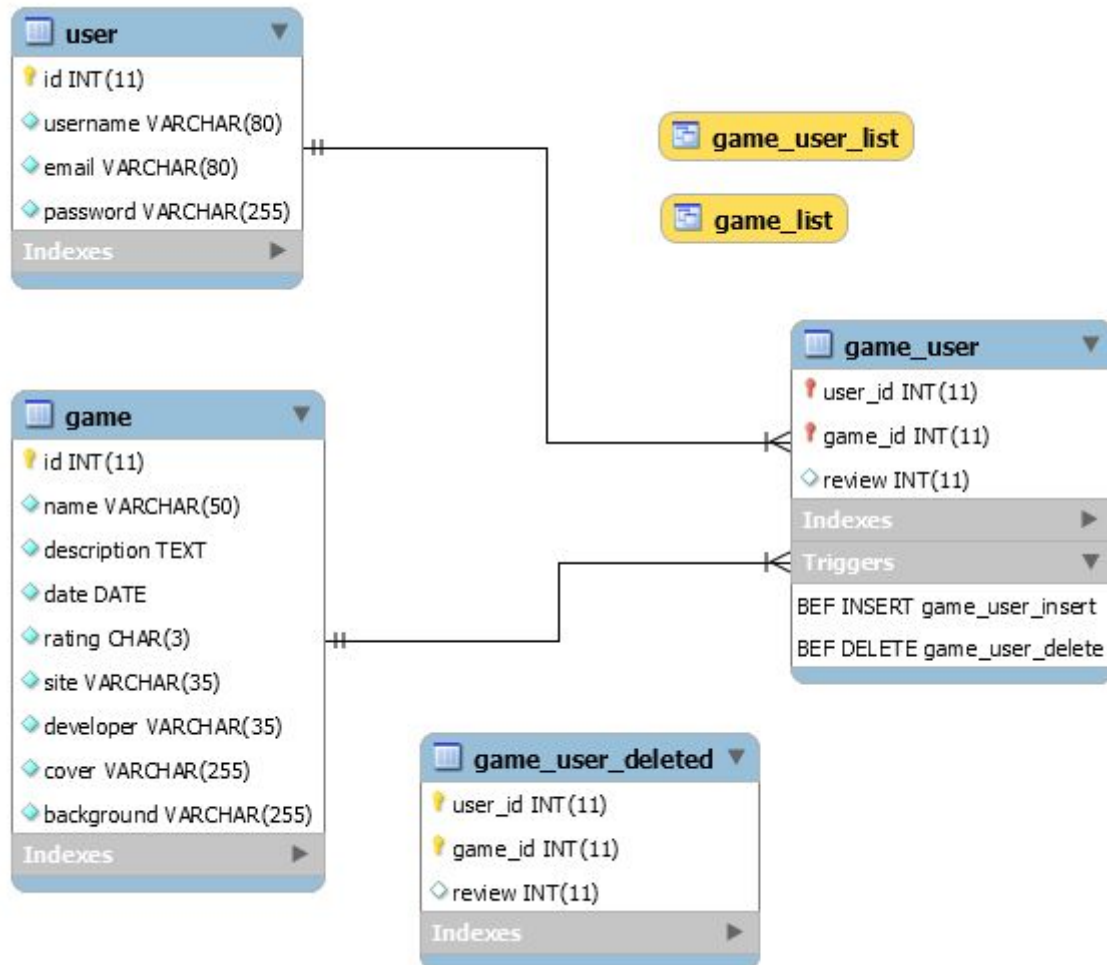 user
id INT(11)
username VARCHAR(80)
email VARCHAR(80)
password VARCHAR(255)
Indexes
game_user_list
game_list
game_user
user_id INT(11)
game_id INT(11)
review INT(11)
Indexes
Triggers
BEF INSERT game_user_insert
BEF DELETE game_user_delete
game
id INT(11)
name VARCHAR(50)
description TEXT
date DATE
rating CHAR(3)
site VARCHAR(35)
developer VARCHAR(35)
cover VARCHAR(255)
background VARCHAR(255)
Indexes
game_user_deleted
user_id INT(11)
game_id INT(11)
review INT(11)
Indexes